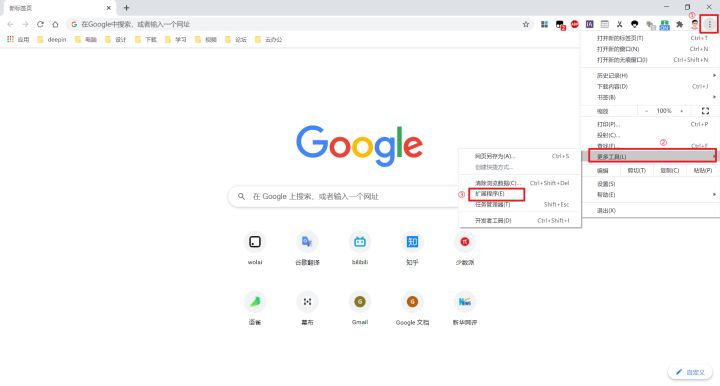 新标签页
在Google中搜索，或者输入一个网址
①
2
ON
应用 deepin 电脑 设计 下载 学习 视频 论坛 云办公
打开新的标签页(T) Ctrl+T
打开新的窗口(N) Ctrl+N
打开新的无痕窗口(I) Ctrl+Shift+N
历史记录(H)
下载内容(D) Ctrl+J
书签(B)
缩放 - 100% +
打印(P)... Ctrl+P
投射(C)...
②
查找(F)... Ctrl+F
更多工具(L)
编辑 剪切(T) 复制(C) 粘贴(P)
设置(S)
帮助(E)
退出(X)
网页另存为(A)... Ctrl+S
创建快捷方式...
清除浏览数据(C)... Ctrl+Shift+Del
③ 扩展程序(E)
任务管理器(T) Shift+Esc
开发者工具(D) Ctrl+Shift+I
Google
在 Google 上搜索，或者输入一个网址
wolai 谷歌翻译 bilibili 知乎 少数派
语雀 幕布 Gmail Google 文档 新华网评
自定义